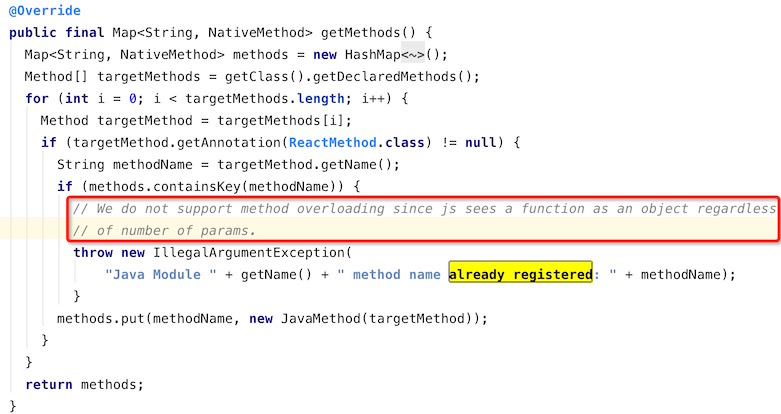 @Override
public final Map<String, NativeMethod> getMethods() {
Map<String, NativeMethod> methods = new HashMap<~>();
Method[] targetMethods = getClass().getDeclaredMethods();
for (int i = 0; i < targetMethods.length; i++) {
Method targetMethod = targetMethods[i];
if (targetMethod.getAnnotation(ReactMethod.class) != null) {
String methodName = targetMethod.getName();
if (methods.containsKey(methodName)) {
// We do not support method overloading since js sees a function as an object regardless
// of number of params.
throw new IllegalArgumentException(
"Java Module " + getName() + " method name already registered: " + methodName);
}
methods.put(methodName, new JavaMethod(targetMethod));
}
}
return methods;
}